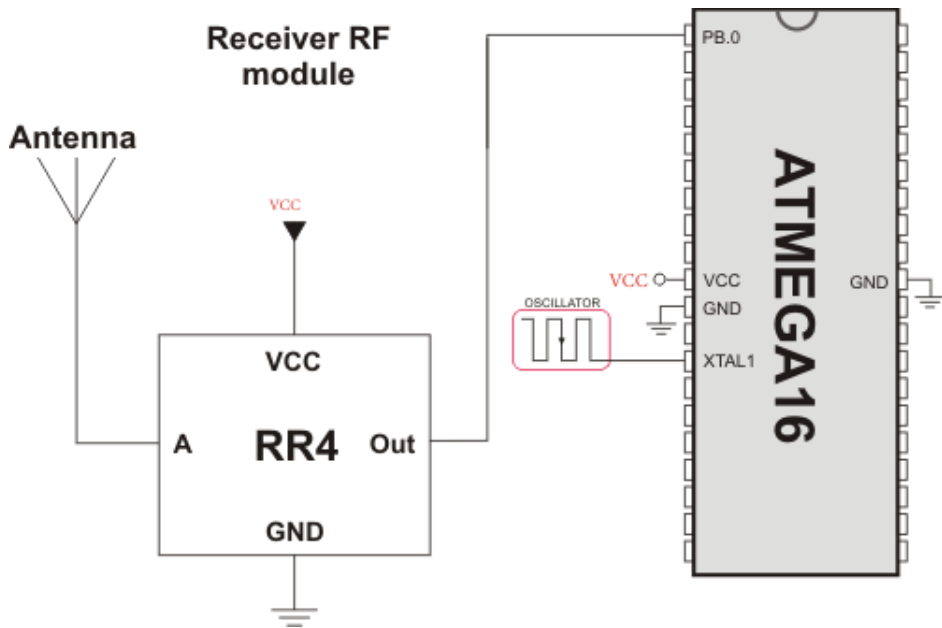 Receiver RF
module
Antenna
VCC
VCC
A
RR4
Out
GND
PB.0
VCC
VCC
GND
GND
OSCILLATOR
XTAL1
ATMEGA16